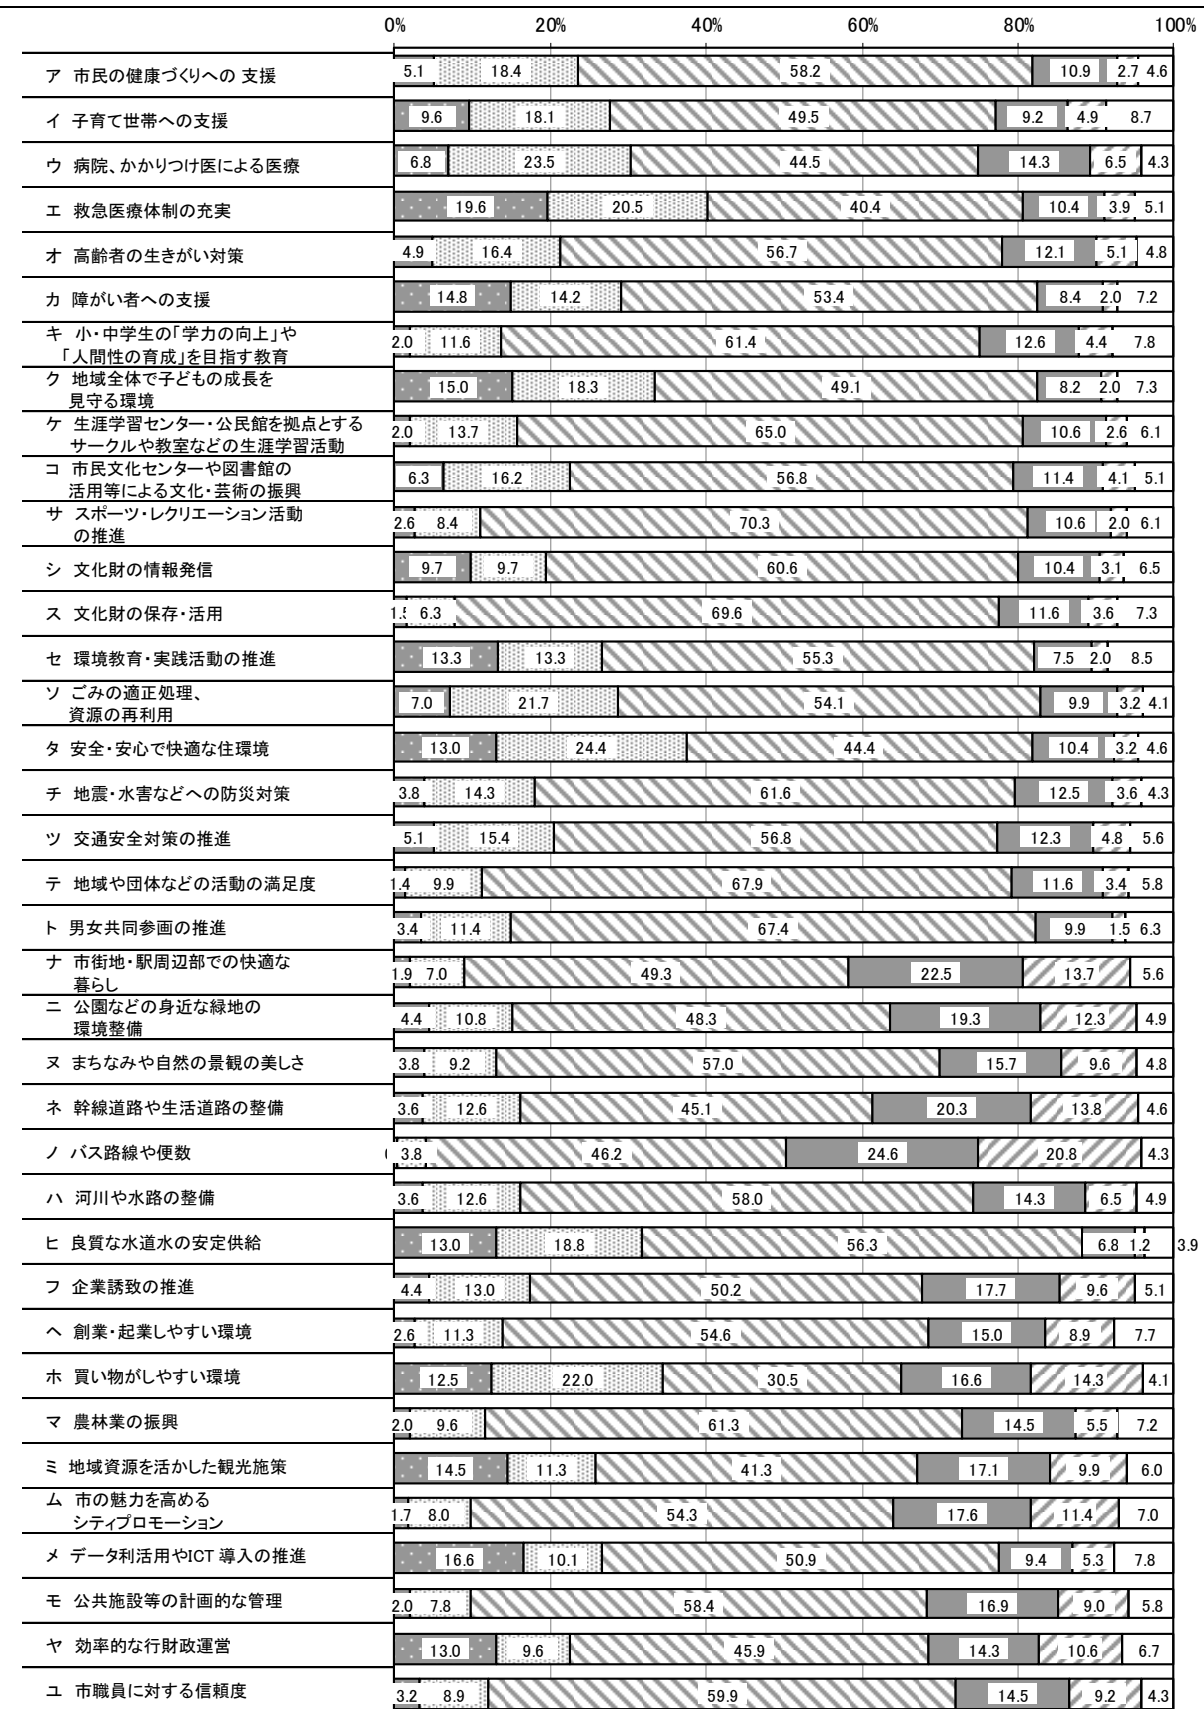 0% 20% 40% 60% 80% 100%
ア 市民の健康づくりへの 支援 5.1 18.4 58.2 10.9 2.7 4.6
イ 子育て世帯への支援 9.6 18.1 49.5 9.2 4.9 8.7
ウ 病院、かかりつけ医による医療 6.8 23.5 44.5 14.3 6.5 4.3
エ 救急医療体制の充実 19.6 20.5 40.4 10.4 3.9 5.1
オ 高齢者の生きがい対策 4.9 16.4 56.7 12.1 5.1 4.8
カ 障がい者への支援 14.8 14.2 53.4 8.4 2.0 7.2
キ 小・中学生の「学力の向上」や
「人間性の育成」を目指す教育 2.0 11.6 61.4 12.6 4.4 7.8
ク 地域全体で子どもの成長を
見守る環境 15.0 18.3 49.1 8.2 2.0 7.3
ケ 生涯学習センター・公民館を拠点とする
サークルや教室などの生涯学習活動 2.0 13.7 65.0 10.6 2.6 6.1
コ 市民文化センターや図書館の
活用等による文化・芸術の振興 6.3 16.2 56.8 11.4 4.1 5.1
サ スポーツ・レクリエーション活動
の推進 2.6 8.4 70.3 10.6 2.0 6.1
シ 文化財の情報発信 9.7 9.7 60.6 10.4 3.1 6.5
ス 文化財の保存・活用 6.3 69.6 11.6 3.6 7.3
セ 環境教育・実践活動の推進 13.3 13.3 55.3 7.5 2.0 8.5
ソ ごみの適正処理、
資源の再利用 7.0 21.7 54.1 9.9 3.2 4.1
タ 安全・安心で快適な住環境 13.0 24.4 44.4 10.4 3.2 4.6
チ 地震・水害などへの防災対策 3.8 14.3 61.6 12.5 3.6 4.3
ツ 交通安全対策の推進 5.1 15.4 56.8 12.3 4.8 5.6
テ 地域や団体などの活動の満足度 1.4 9.9 67.9 11.6 3.4 5.8
ト 男女共同参画の推進 3.4 11.4 67.4 9.9 1.5 6.3
ナ 市街地・駅周辺部での快適な
暮らし 1.9 7.0 49.3 22.5 13.7 5.6
ニ 公園などの身近な緑地の
環境整備 4.4 10.8 48.3 19.3 12.3 4.9
ヌ まちなみや自然の景観の美しさ 3.8 9.2 57.0 15.7 9.6 4.8
ネ 幹線道路や生活道路の整備 3.6 12.6 45.1 20.3 13.8 4.6
ノ バス路線や便数 3.8 46.2 24.6 20.8 4.3
ハ 河川や水路の整備 3.6 12.6 58.0 14.3 6.5 4.9
ヒ 良質な水道水の安定供給 13.0 18.8 56.3 6.8 1.2 3.9
フ 企業誘致の推進 4.4 13.0 50.2 17.7 9.6 5.1
ヘ 創業・起業しやすい環境 2.6 11.3 54.6 15.0 8.9 7.7
ホ 買い物がしやすい環境 12.5 22.0 30.5 16.6 14.3 4.1
マ 農林業の振興 2.0 9.6 61.3 14.5 5.5 7.2
ミ 地域資源を活かした観光施策 14.5 11.3 41.3 17.1 9.9 6.0
ム 市の魅力を高める
シティプロモーション 1.7 8.0 54.3 17.6 11.4 7.0
メ データ利活用やICT 導入の推進 16.6 10.1 50.9 9.4 5.3 7.8
モ 公共施設等の計画的な管理 2.0 7.8 58.4 16.9 9.0 5.8
ヤ 効率的な行財政運営 13.0 9.6 45.9 14.3 10.6 6.7
ユ 市職員に対する信頼度 3.2 8.9 59.9 14.5 9.2 4.3